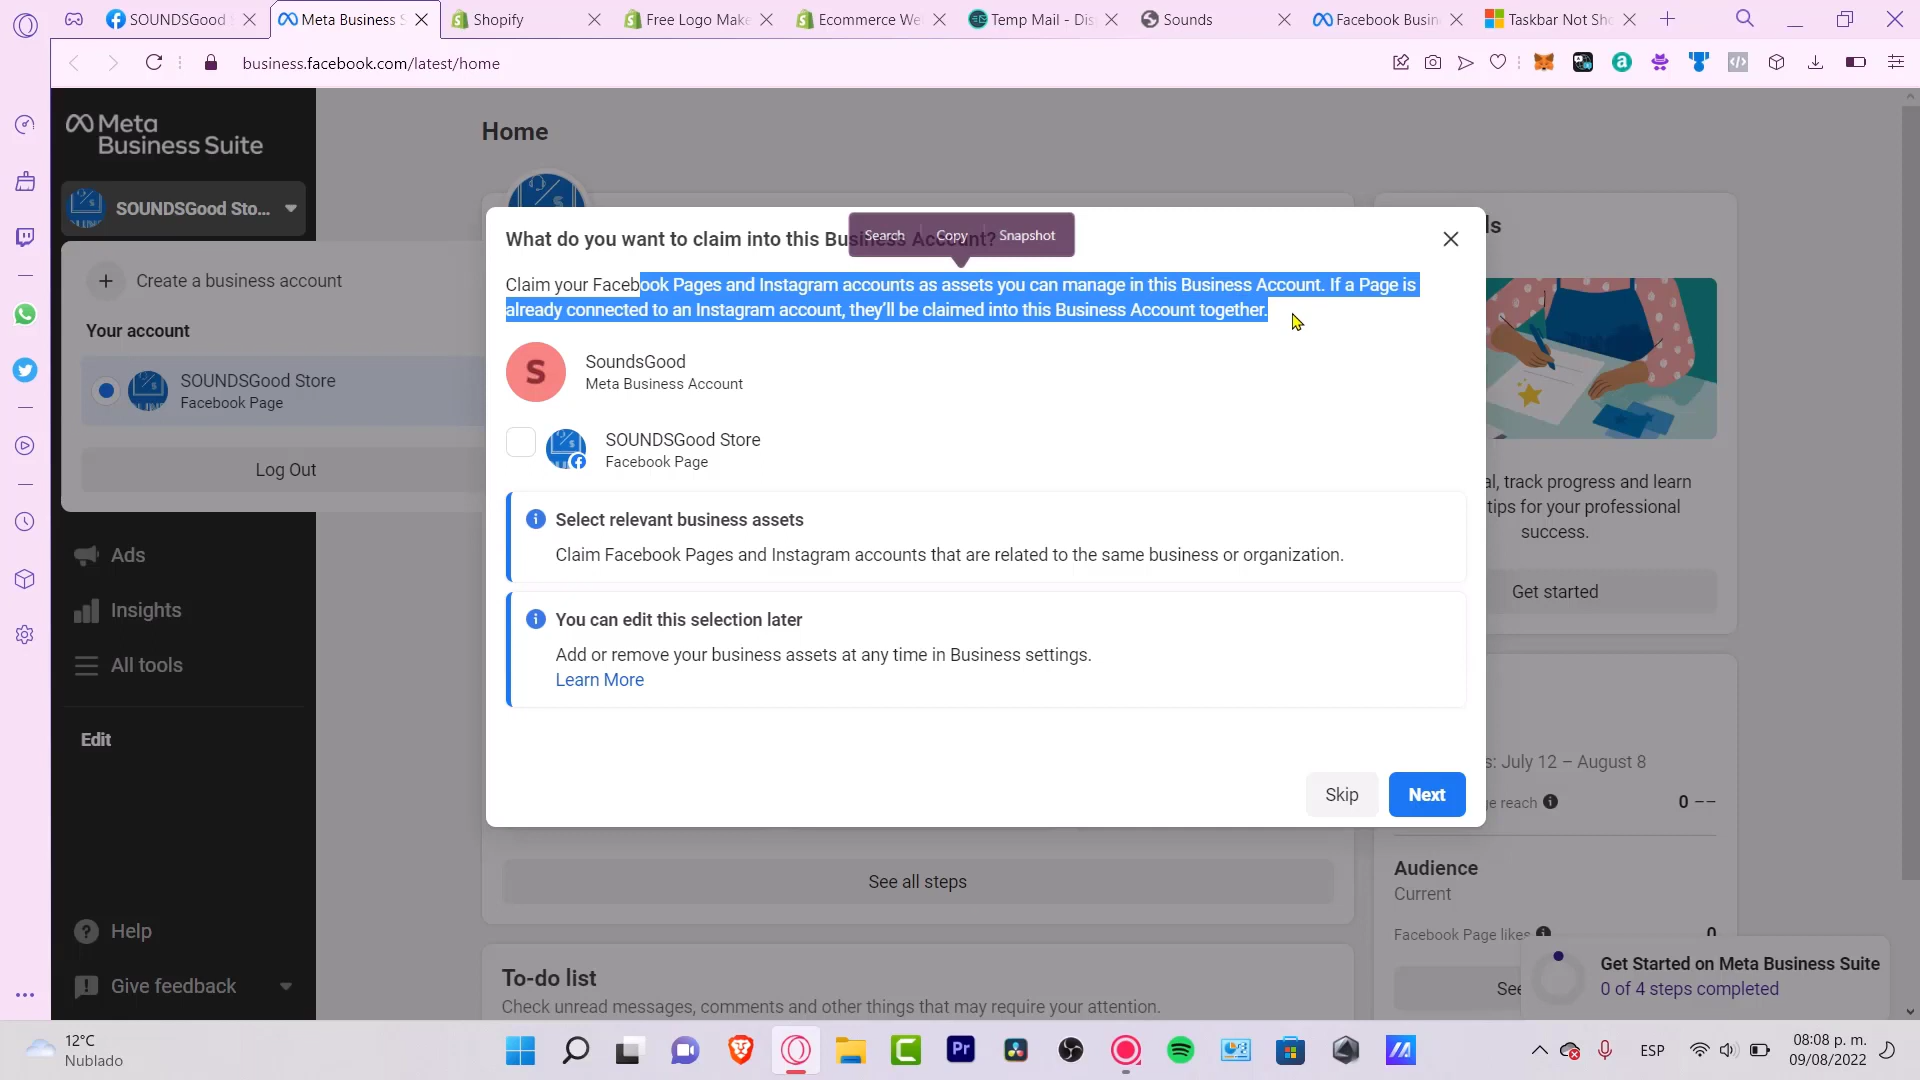 SOUNDSGood
Meta Business S
Shopify
Free Logo Make
Ecommerce We
Temp Mail - Dis
Sounds
Facebook Busin
Taskbar Not Sho
business.facebook.com/latest/home
Meta
Business Suite
SOUNDSGood Sto...
Create a business account
Your account
SOUNDSGood Store
Facebook Page
Log Out
Ads
Insights
All tools
Edit
Help
Give feedback
Home
What do you want to claim into this Business Account?
Search
Copy
Snapshot
Claim your Facebook Pages and Instagram accounts as assets you can manage in this Business Account. If a Page is
already connected to an Instagram account, they'll be claimed into this Business Account together.
S
SoundsGood
Meta Business Account
SOUNDSGood Store
Facebook Page
Select relevant business assets
Claim Facebook Pages and Instagram accounts that are related to the same business or organization.
You can edit this selection later
Add or remove your business assets at any time in Business settings.
Learn More
Skip
Next
See all steps
To-do list
Check unread messages, comments and other things that may require your attention.
ls
al, track progress and learn
tips for your professional
success.
Get started
s: July 12 – August 8
ge reach
0 --
Audience
Current
Facebook Page likes
0
See
Get Started on Meta Business Suite
0 of 4 steps completed
12°C
Nublado
Pr
ESP
08:08 p. m.
09/08/2022